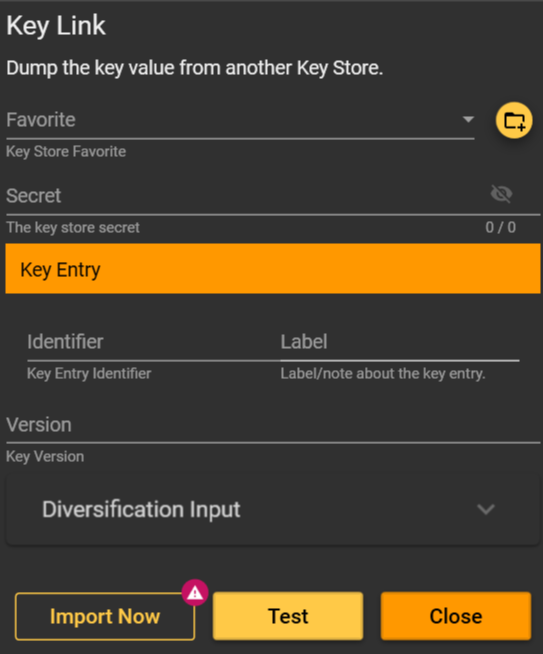 Key Link
Dump the key value from another Key Store.
Favorite
Key Store Favorite
Secret
The key store secret 0 / 0
Key Entry
Identifier Label
Key Entry Identifier Label/note about the key entry.
Version
Key Version
Diversification Input
Import Now Test Close